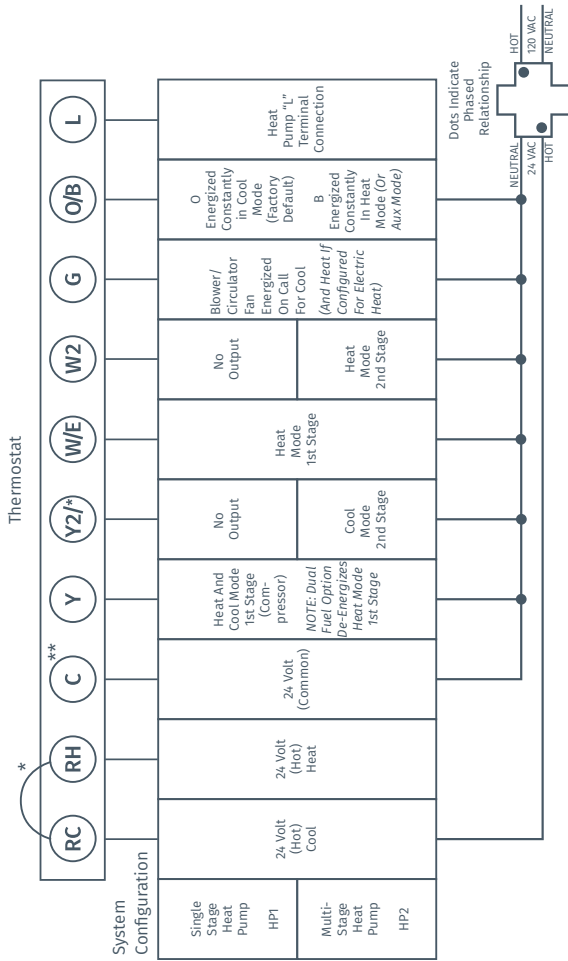 Thermostat
*
**
RC
RH
C
Y
Y2/*
W/E
W2
G
O/B
L
System
Configuration
Single
Stage
Heat
Pump
HP1
Multi-
Stage
Heat
Pump
HP2
24 Volt
(Hot)
Cool
24 Volt
(Hot)
Heat
24 Volt
(Common)
Heat And
Cool Mode
1st Stage
(Com-
pressor)
NOTE: Dual
Fuel Option
De-Energizes
Heat Mode
1st Stage
No
Output
Cool
Mode
2nd Stage
Heat
Mode
1st Stage
No
Output
Heat
Mode
2nd Stage
Blower/
Circulator
Fan
Energized
On Call
For Cool
(And Heat If
Configured
For Electric
Heat)
O
Energized
Constantly
in Cool
Mode
(Factory
Default)
B
Energized
Constantly
In Heat
Mode (Or
Aux Mode)
Heat
Pump “L”
Terminal
Connection
Dots Indicate
Phased
Relationship
NEUTRAL
24 VAC
HOT
HOT
120 VAC
NEUTRAL